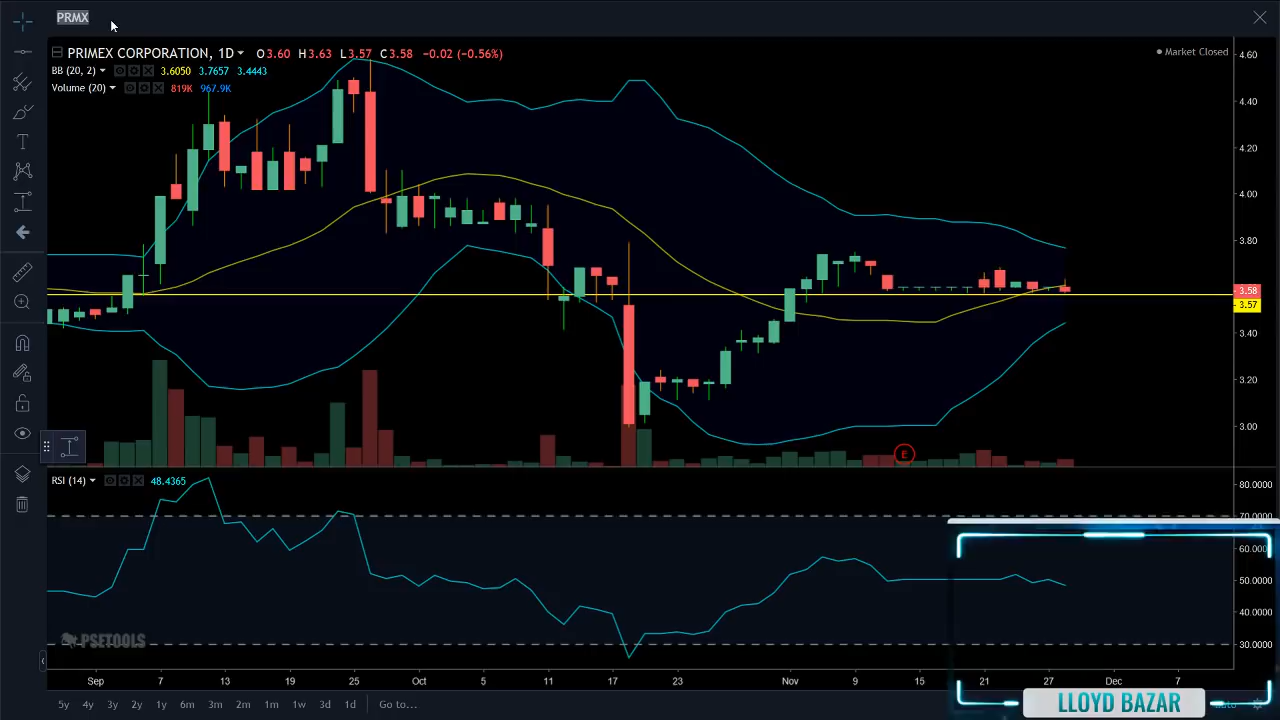 PRMX
PRIMEX CORPORATION, 1D O3.60 H3.63 L3.57 C3.58 −0.02 (−0.56%)
Market Closed
BB (20, 2) 3.6050 3.7657 3.4443
Volume (20) 819K 967.9K
4.60
4.40
4.20
4.00
3.80
3.58
3.57
3.40
3.20
3.00
E
RSI (14) 48.4365
80.0000
70.0000
60.0000
50.0000
40.0000
30.0000
PSETOOLS
Sep 7 13 19 25 Oct 5 11 17 23 Nov 9 15 21 27 Dec 7
5y 4y 3y 2y 1y 6m 3m 2m 1m 1w 3d 1d Go to...
LLOYD BAZAR